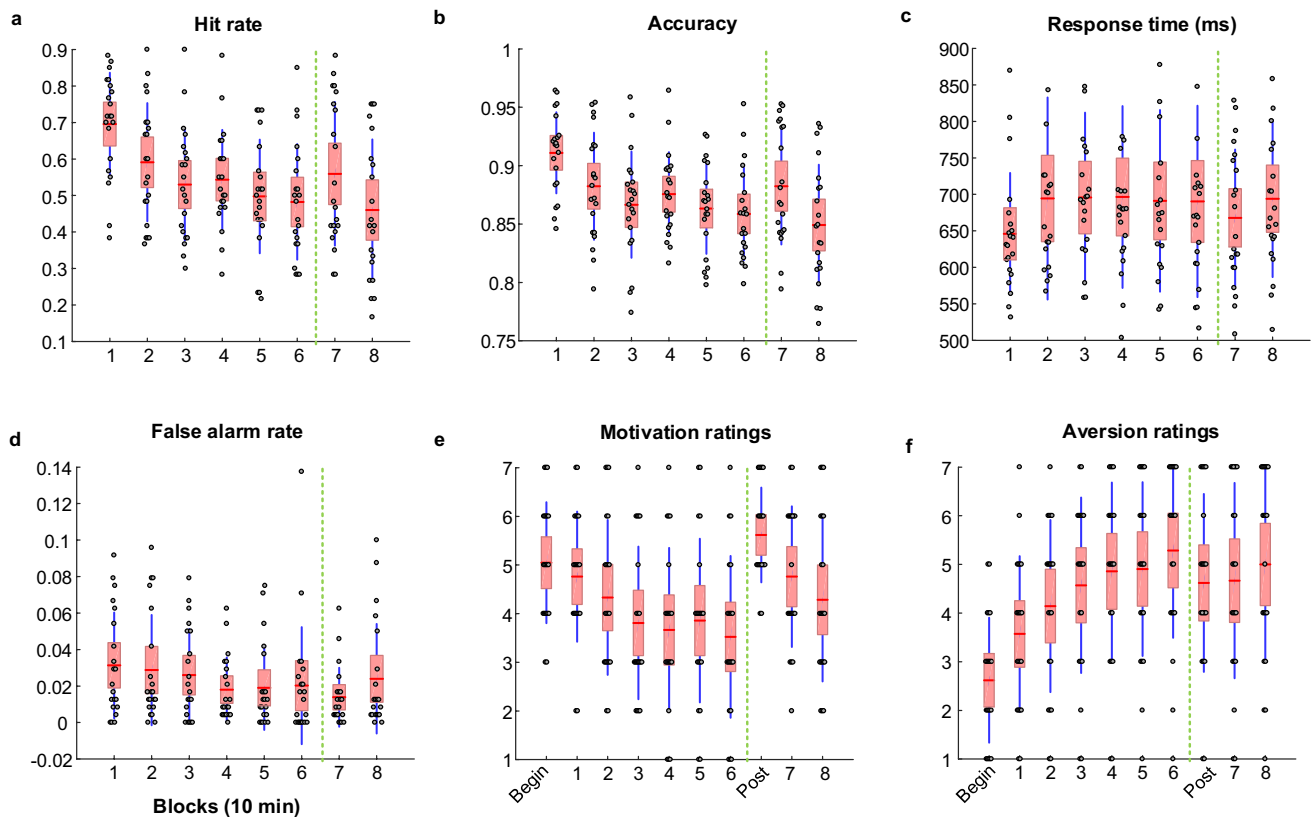 a
Hit rate
0.9
0.8
0.7
0.6
0.5
0.4
0.3
0.2
0.1
1 2 3 4 5 6 7 8
b
Accuracy
1
0.95
0.9
0.85
0.8
0.75
1 2 3 4 5 6 7 8
c
Response time (ms)
900
850
800
750
700
650
600
550
500
1 2 3 4 5 6 7 8
d
False alarm rate
0.14
0.12
0.1
0.08
0.06
0.04
0.02
0
-0.02
1 2 3 4 5 6 7 8
Blocks (10 min)
e
Motivation ratings
7
6
5
4
3
2
1
Begin 1 2 3 4 5 6 Post 7 8
f
Aversion ratings
7
6
5
4
3
2
1
Begin 1 2 3 4 5 6 Post 7 8